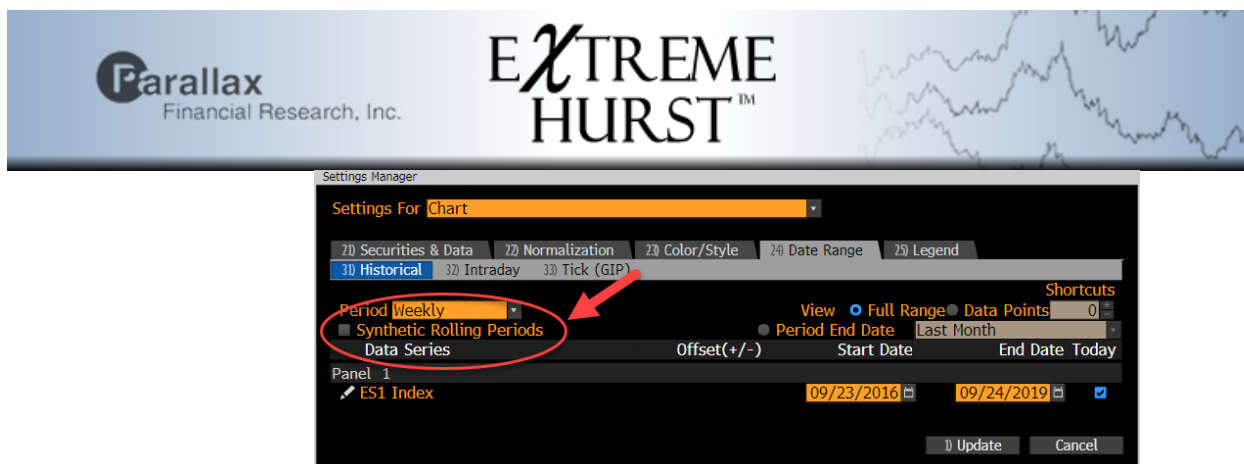 Parallax
Financial Research, Inc.
EXTREME
HURST™
Settings Manager
Settings For Chart
21) Securities & Data 22) Normalization 23) Color/Style 24) Date Range 25) Legend
31) Historical 32) Intraday 33) Tick (GIP)
Shortcuts
Period Weekly View Full Range Data Points 0
Synthetic Rolling Periods Period End Date Last Month
Data Series Offset(+/-) Start Date End Date Today
Panel 1
ES1 Index 09/23/2016 09/24/2019
1) Update Cancel